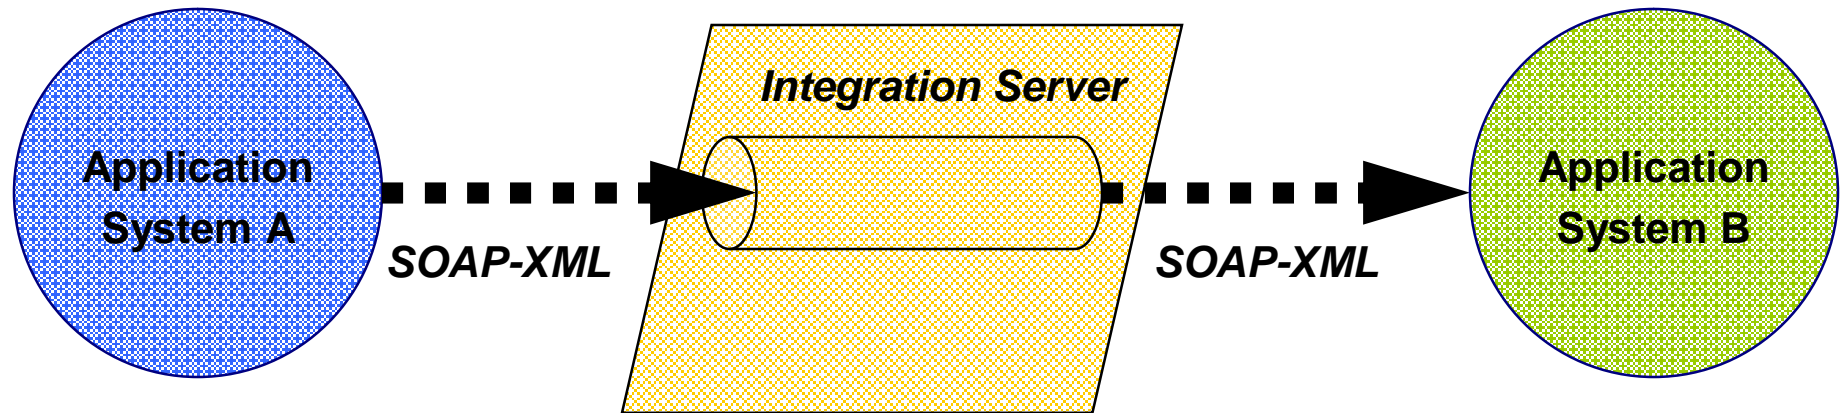 Integration Server
Application
System A
SOAP-XML
SOAP-XML
Application
System B